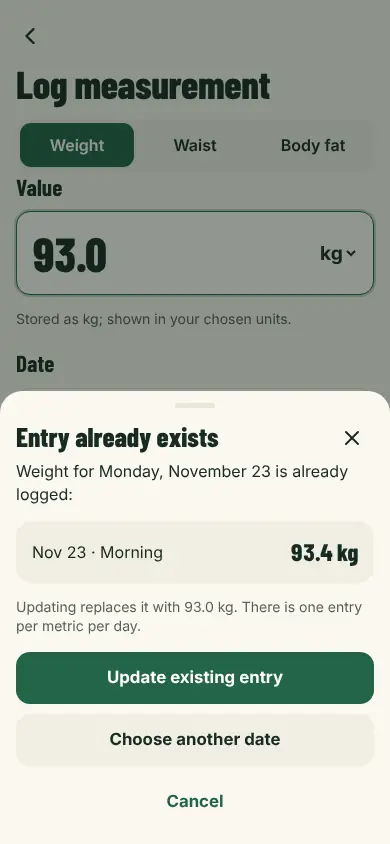 Log measurement
Weight
Waist
Body fat
Value
93.0
kg
Stored as kg; shown in your chosen units.
Date
Entry already exists
Weight for Monday, November 23 is already
logged:
Nov 23 · Morning
93.4 kg
Updating replaces it with 93.0 kg. There is one entry
per metric per day.
Update existing entry
Choose another date
Cancel